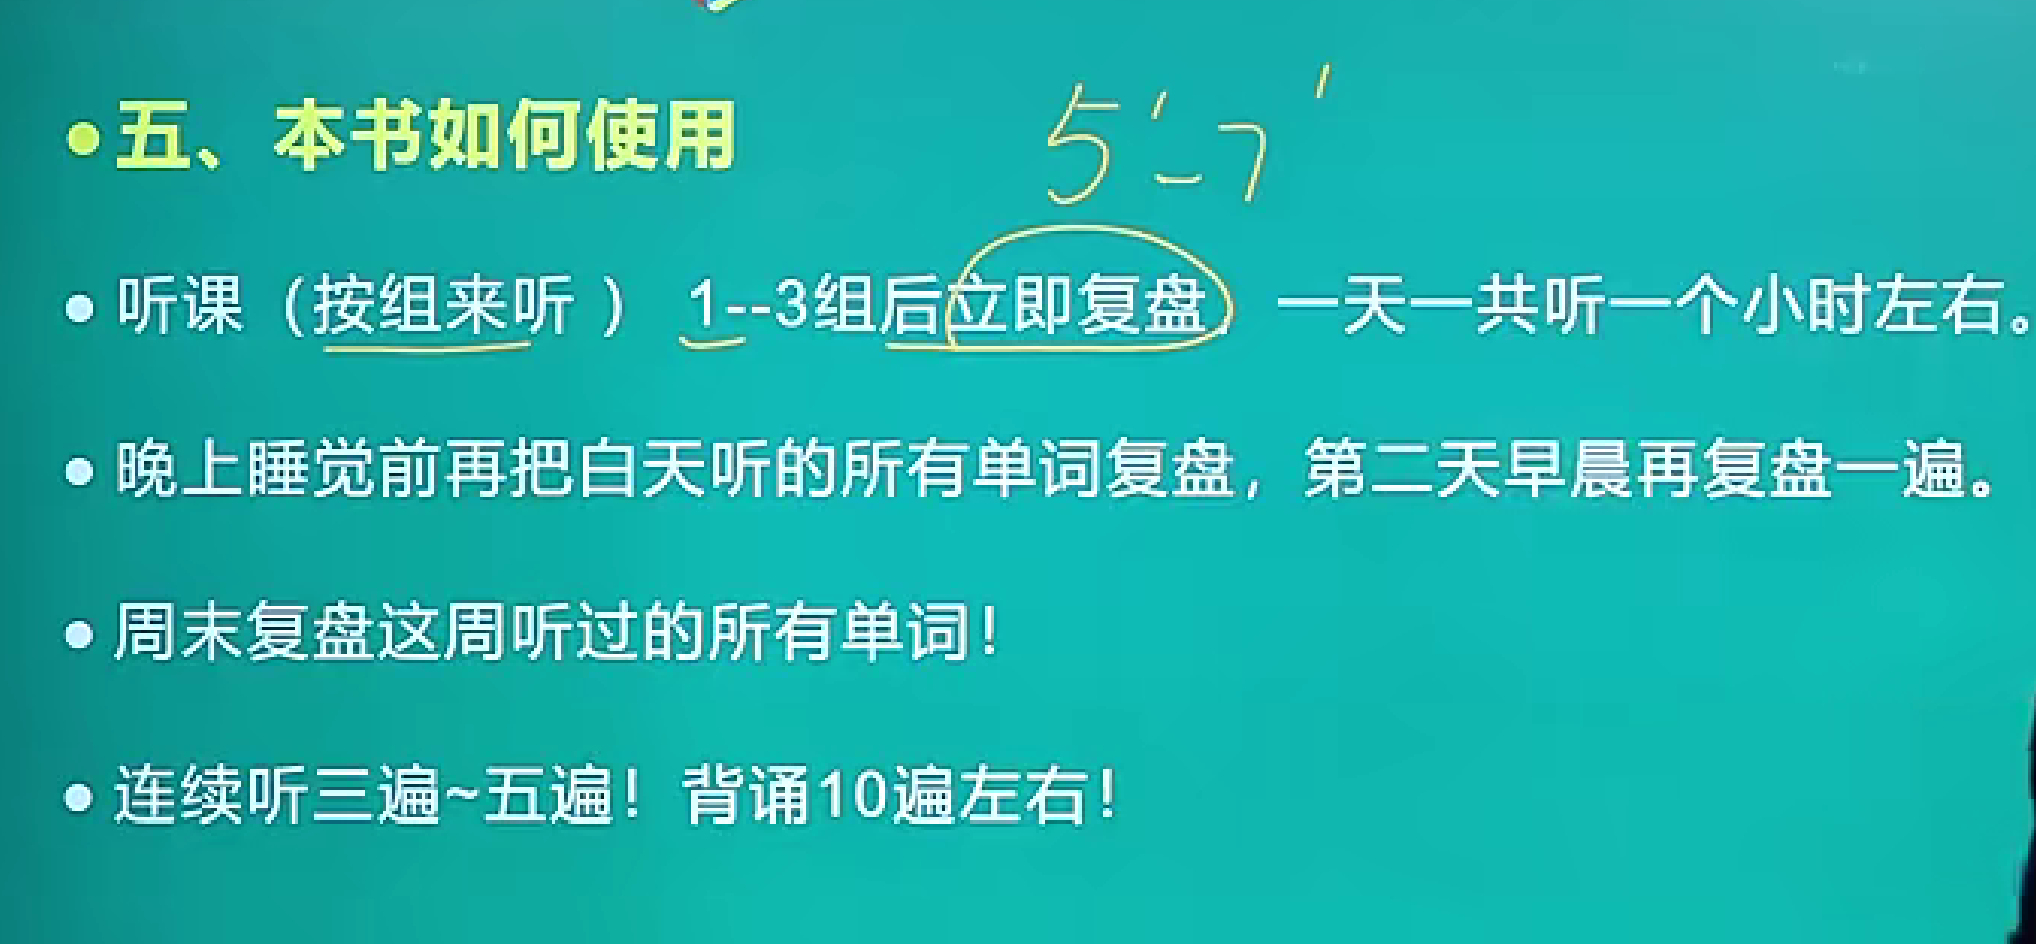 五、本书如何使用
5'-7'
听课（按组来听 ） 1--3组后立即复盘， 一天一共听一个小时左右。
晚上睡觉前再把白天听的所有单词复盘，第二天早晨再复盘一遍。
周末复盘这周听过的所有单词！
连续听三遍~五遍！背诵10遍左右！